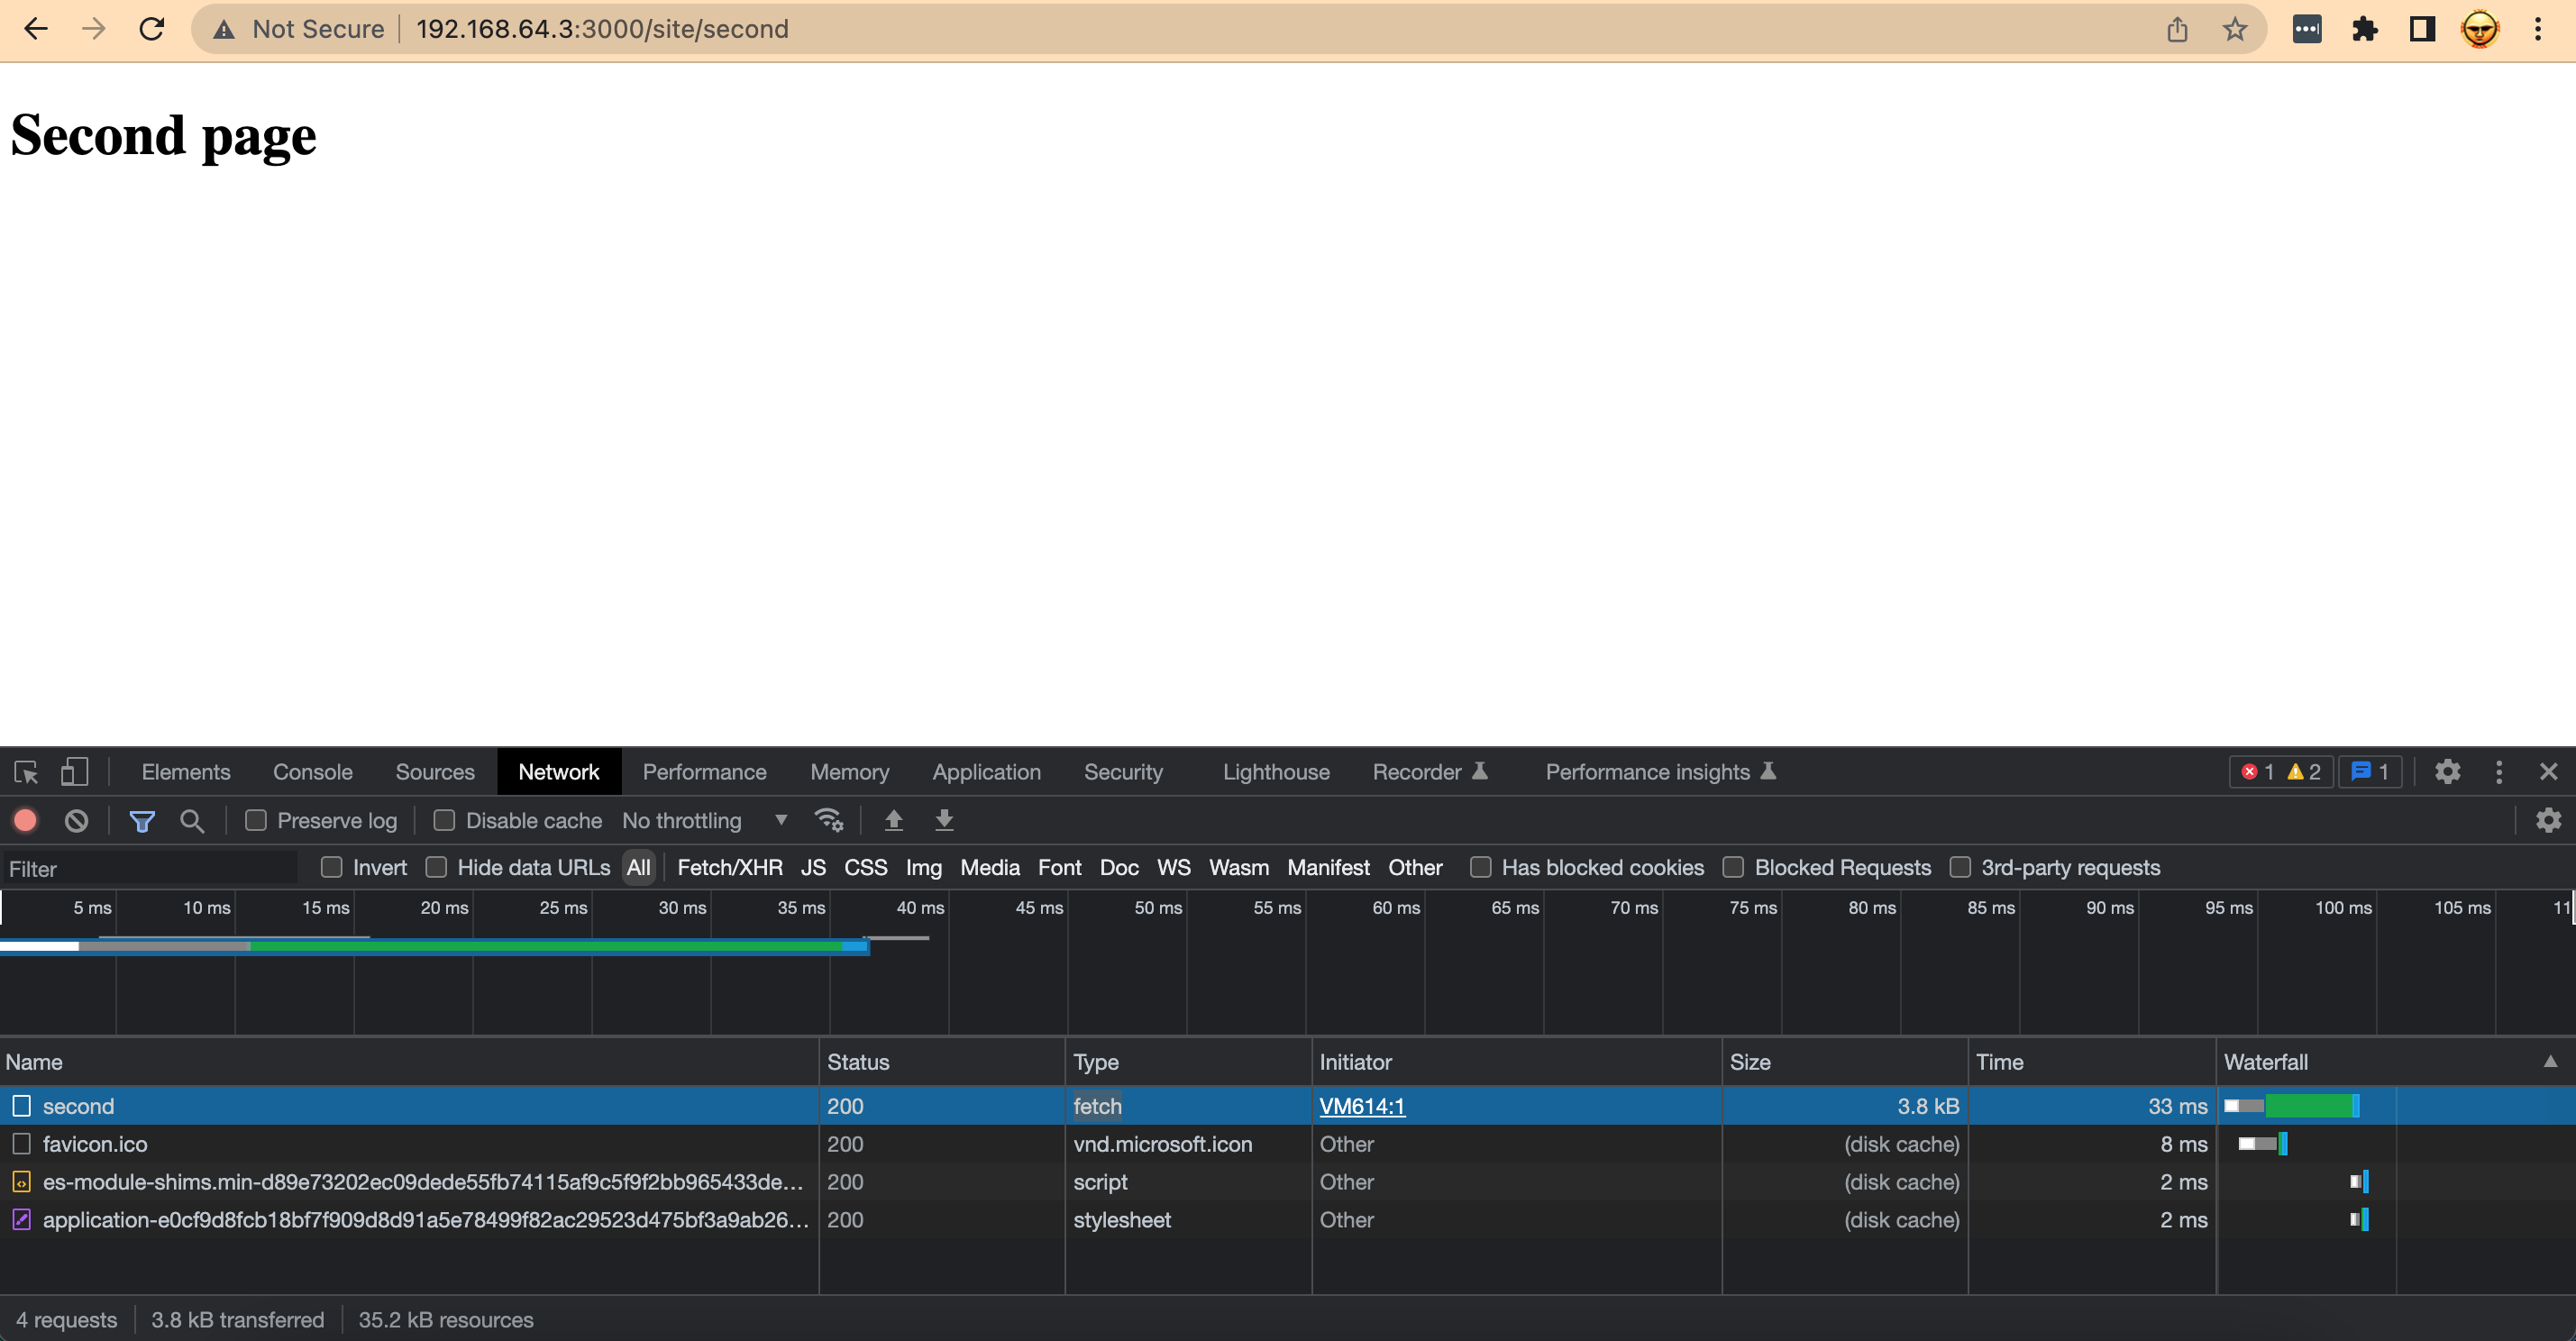 Not Secure 192.168.64.3:3000/site/second
Second page
Elements Console Sources Network Performance Memory Application Security Lighthouse Recorder Performance insights 1 2 1
Preserve log Disable cache No throttling
Filter Invert Hide data URLs All Fetch/XHR JS CSS Img Media Font Doc WS Wasm Manifest Other Has blocked cookies Blocked Requests 3rd-party requests
5 ms 10 ms 15 ms 20 ms 25 ms 30 ms 35 ms 40 ms 45 ms 50 ms 55 ms 60 ms 65 ms 70 ms 75 ms 80 ms 85 ms 90 ms 95 ms 100 ms 105 ms 11
Name Status Type Initiator Size Time Waterfall
second 200 fetch VM614:1 3.8 kB 33 ms
favicon.ico 200 vnd.microsoft.icon Other (disk cache) 8 ms
es-module-shims.min-d89e73202ec09dede55fb74115af9c5f9f2bb965433de... 200 script Other (disk cache) 2 ms
application-e0cf9d8fcb18bf7f909d8d91a5e78499f82ac29523d475bf3a9ab26... 200 stylesheet Other (disk cache) 2 ms
4 requests 3.8 kB transferred 35.2 kB resources